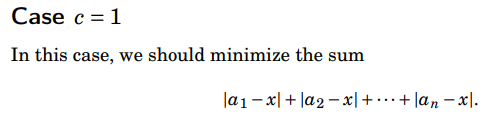 Case c = 1
In this case, we should minimize the sum
|a₁ − x| + |a₂ − x| + ··· + |aₙ − x|.